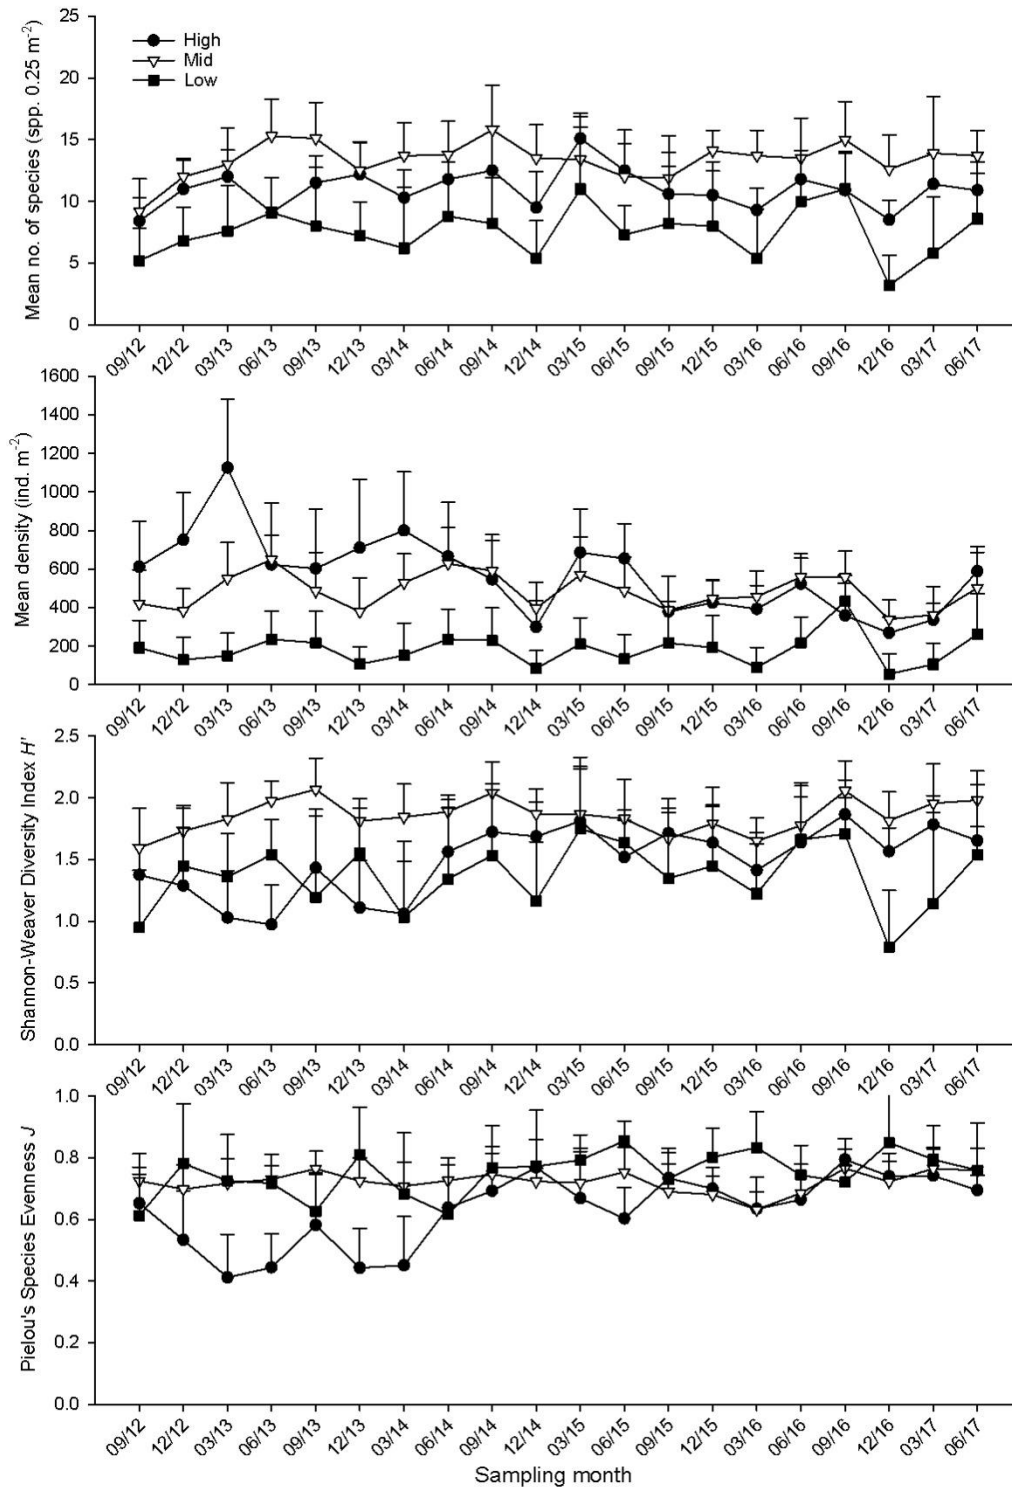 Mean no. of species (spp. 0.25 m⁻²)
25
20
15
10
5
0
High
Mid
Low
09/12 12/12 03/13 06/13 09/13 12/13 03/14 06/14 09/14 12/14 03/15 06/15 09/15 12/15 03/16 06/16 09/16 12/16 03/17 06/17
Mean density (ind. m⁻²)
1600
1400
1200
1000
800
600
400
200
0
09/12 12/12 03/13 06/13 09/13 12/13 03/14 06/14 09/14 12/14 03/15 06/15 09/15 12/15 03/16 06/16 09/16 12/16 03/17 06/17
Shannon-Weaver Diversity Index H'
2.5
2.0
1.5
1.0
0.5
0.0
09/12 12/12 03/13 06/13 09/13 12/13 03/14 06/14 09/14 12/14 03/15 06/15 09/15 12/15 03/16 06/16 09/16 12/16 03/17 06/17
Pielou's Species Evenness J
1.0
0.8
0.6
0.4
0.2
0.0
09/12 12/12 03/13 06/13 09/13 12/13 03/14 06/14 09/14 12/14 03/15 06/15 09/15 12/15 03/16 06/16 09/16 12/16 03/17 06/17
Sampling month